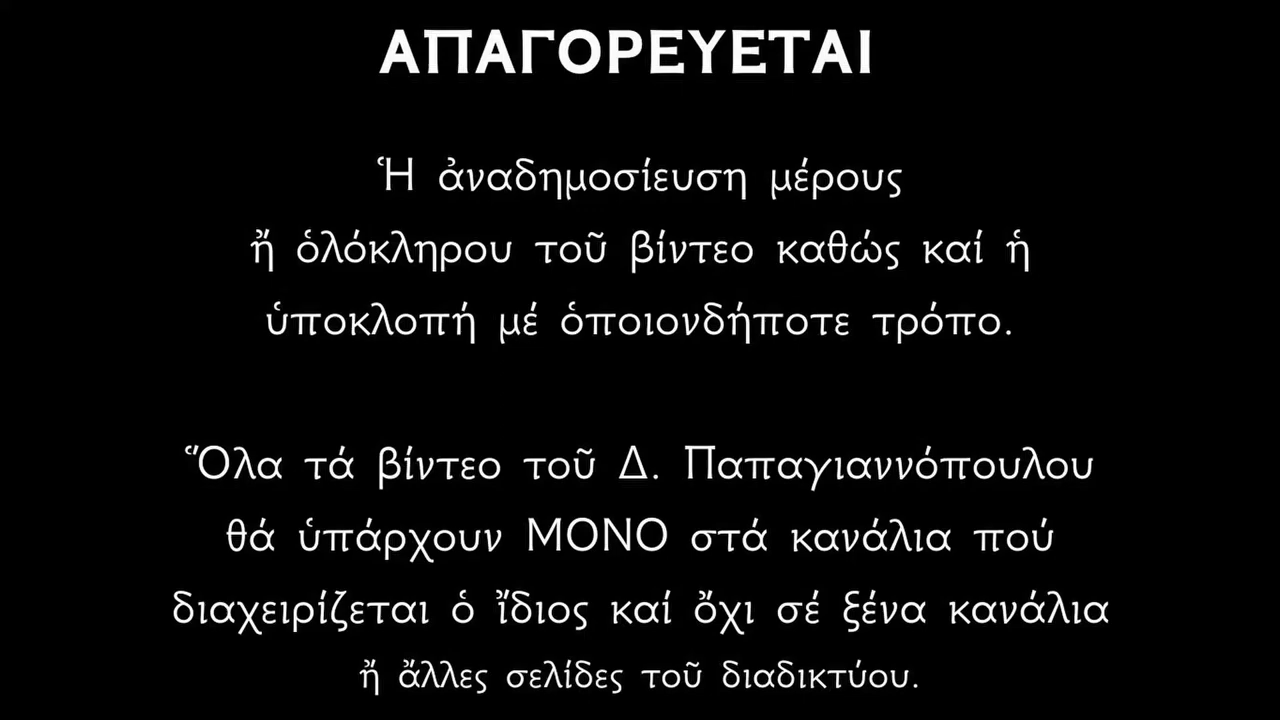 ΑΠΑΓΟΡΕΥΕΤΑΙ
Ἡ ἀναδημοσίευση μέρους
ἤ ὁλόκληρου τοῦ βίντεο καθώς καί ἡ
ὑποκλοπή μέ ὁποιονδήποτε τρόπο.
Ὅλα τά βίντεο τοῦ Δ. Παπαγιαννόπουλου
θά ὑπάρχουν ΜΟΝΟ στά κανάλια πού
διαχειρίζεται ὁ ἴδιος καί ὄχι σέ ξένα κανάλια
ἤ ἄλλες σελίδες τοῦ διαδικτύου.